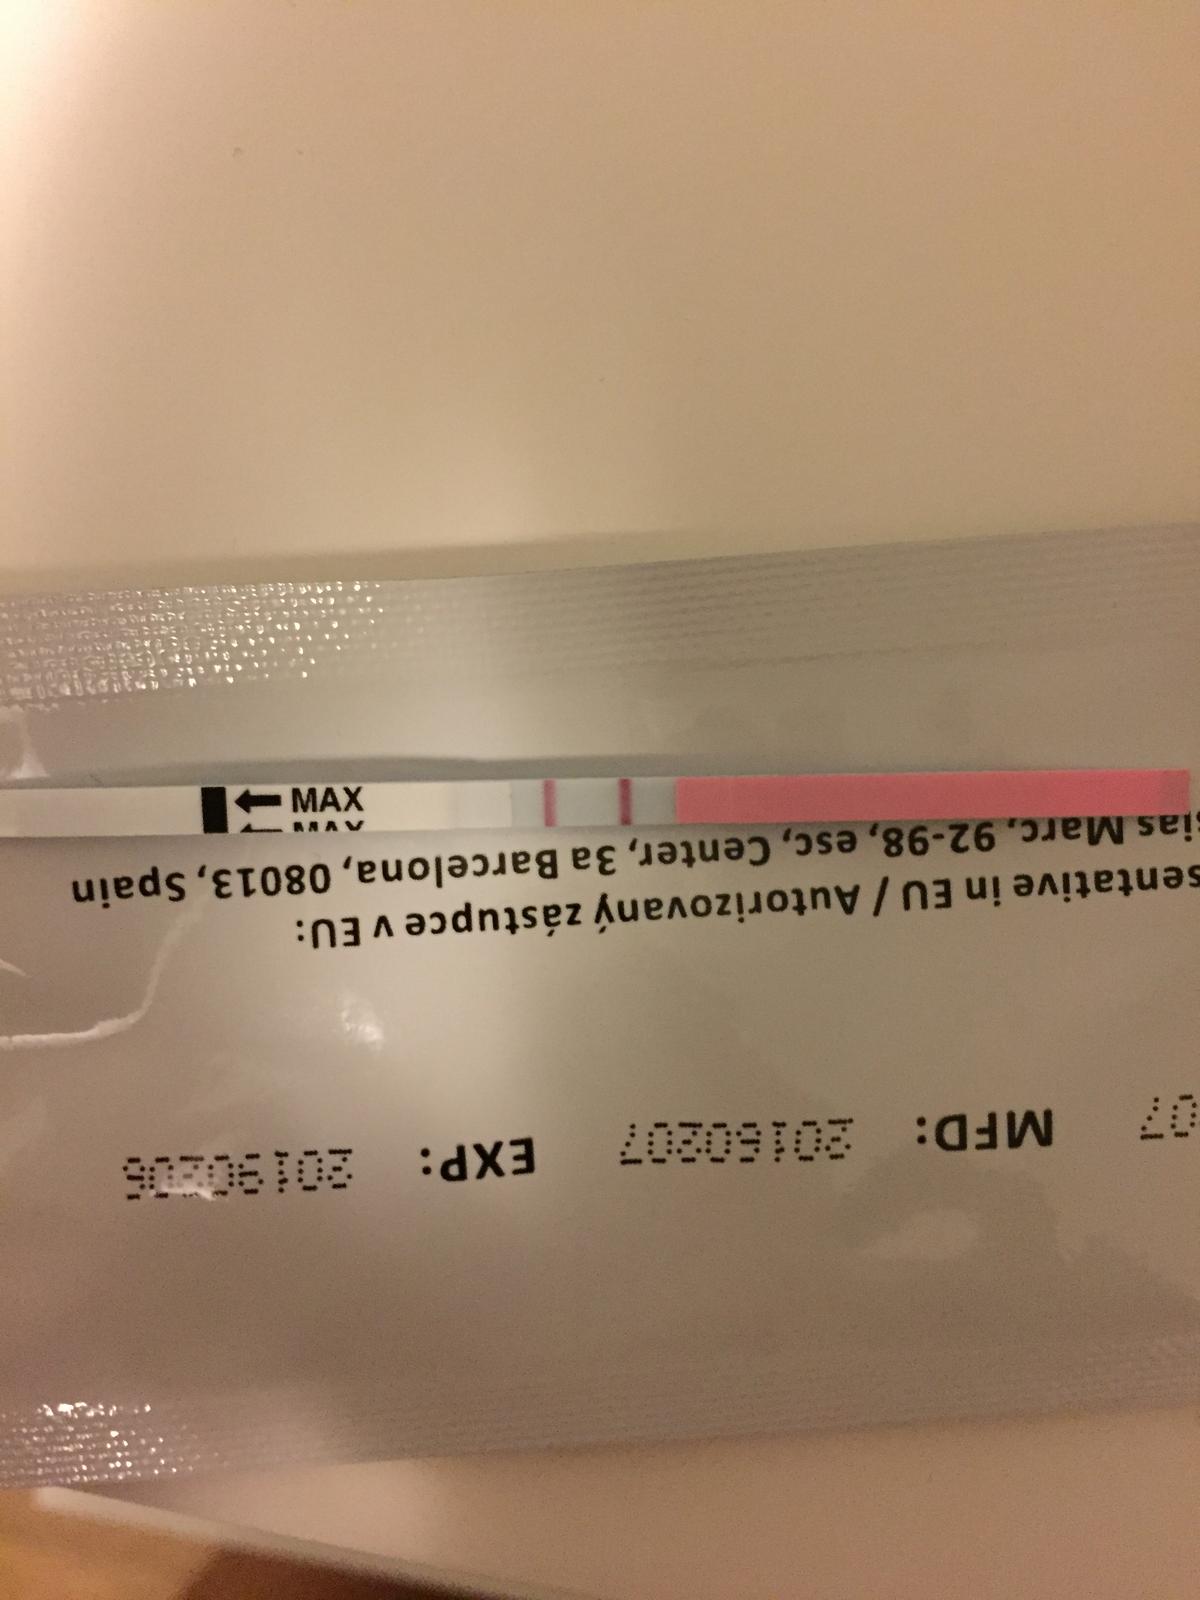 MAX
MAX
07 MFD: 20160207 EXP: 20190206
sentative in EU / Autorizovaný zástupce v EU:
sias Marc, 92-98, esc, Center, 3a Barcelona, 08013, Spain